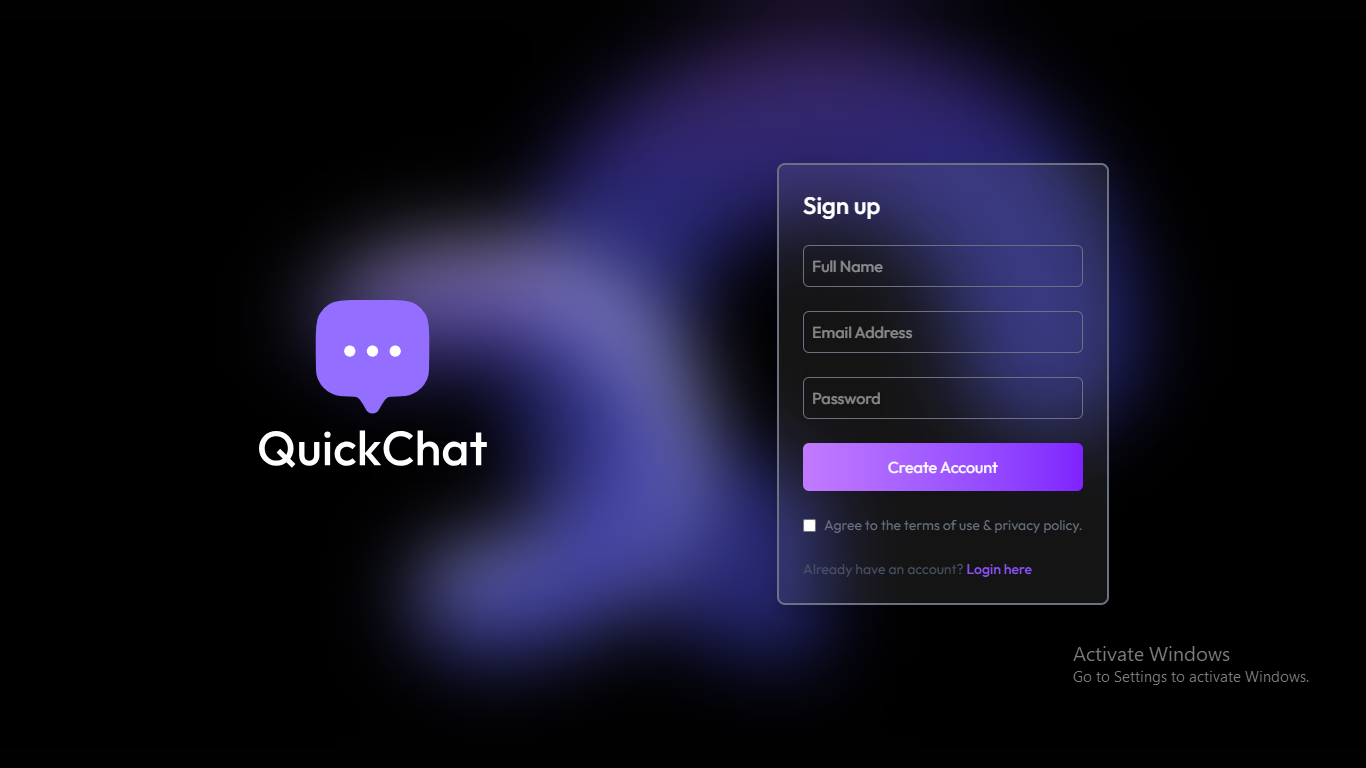 QuickChat
Sign up
Full Name
Email Address
Password
Create Account
Agree to the terms of use & privacy policy.
Already have an account? Login here
Activate Windows
Go to Settings to activate Windows.